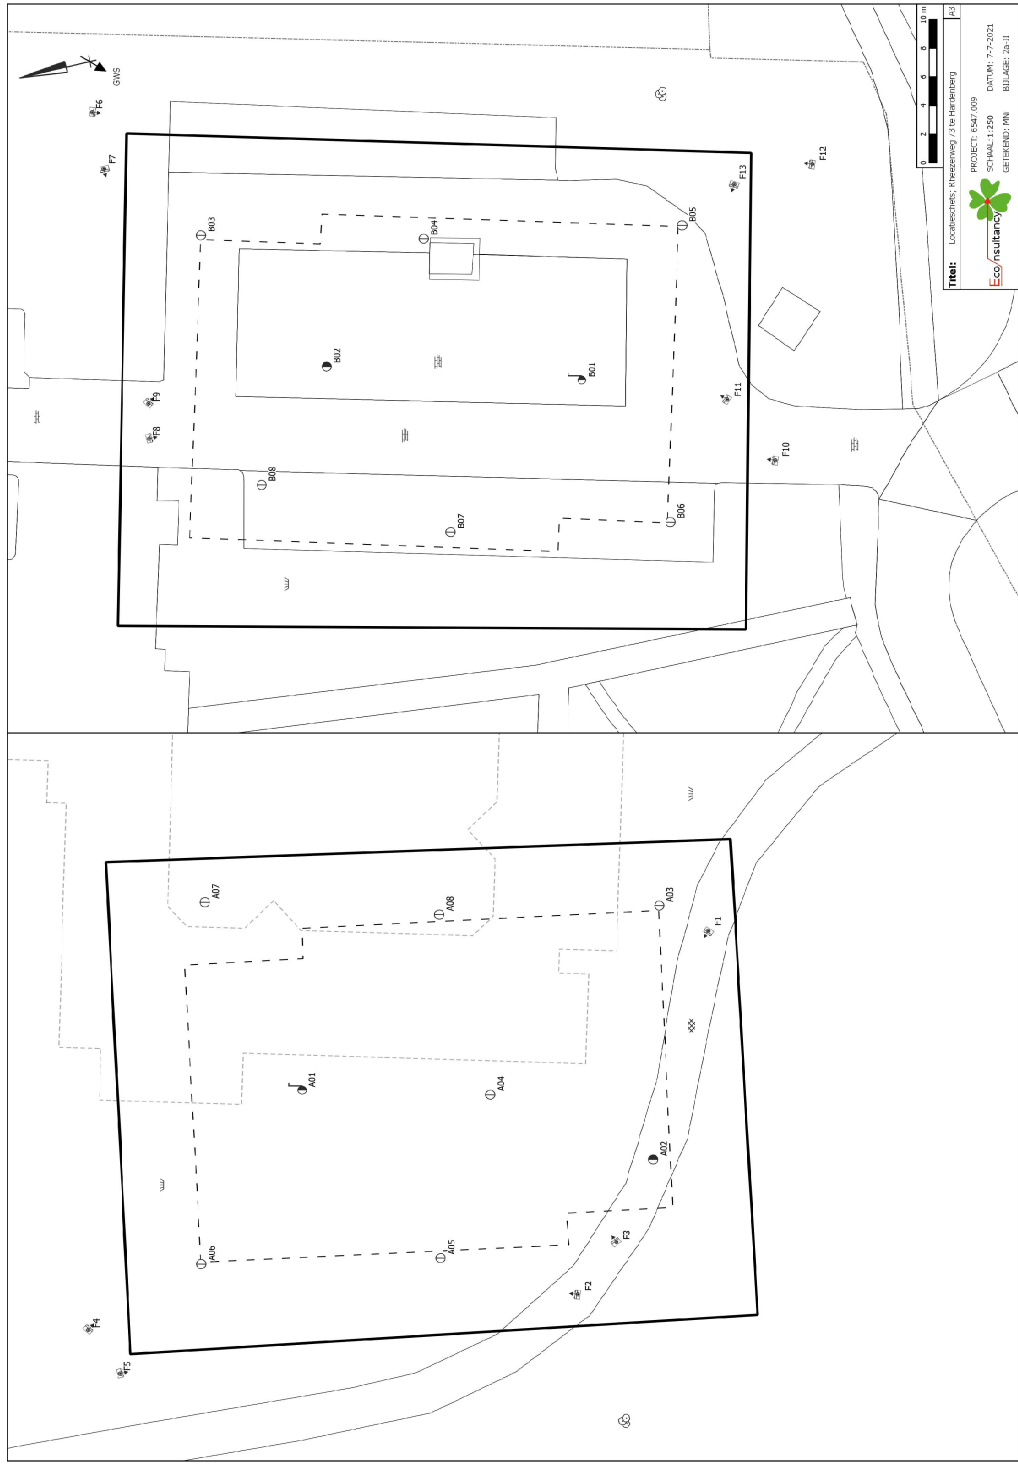 GWS
F6
F7
B03
B04
B05
F13
F12
B02
B01
F9
F8
F11
F10
B08
B07
B06
0 2 4 6 8 10 m
Titel: Locatieschets, Rheezerweg 73 te Hardenberg A3
Eco nsultancy
PROJECT: 6547.009
SCHAAL: 1:250 DATUM: 7-7-2021
GETEKEND: MNI BIJLAGE: 2a-II
A07
A08
A03
F1
A01
A04
A02
A06
A05
F3
F2
F4
F5